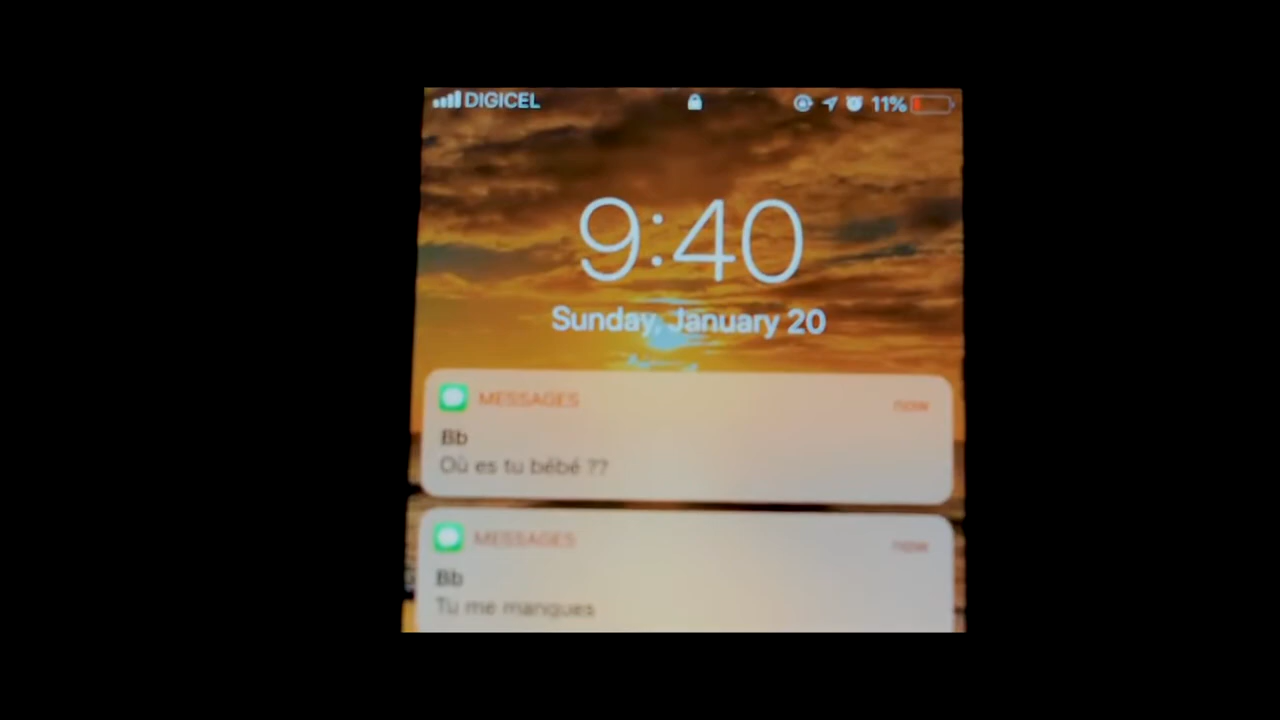 DIGICEL 11%
9:40
Sunday, January 20
MESSAGES now
Bb
Où es tu bébé ??
MESSAGES now
Bb
Tu me manques